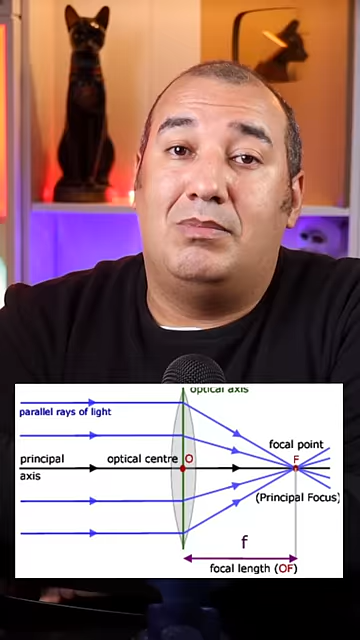 optical axis
parallel rays of light
focal point
principal
optical centre
O
F
axis
(Principal Focus)
f
focal length (OF)